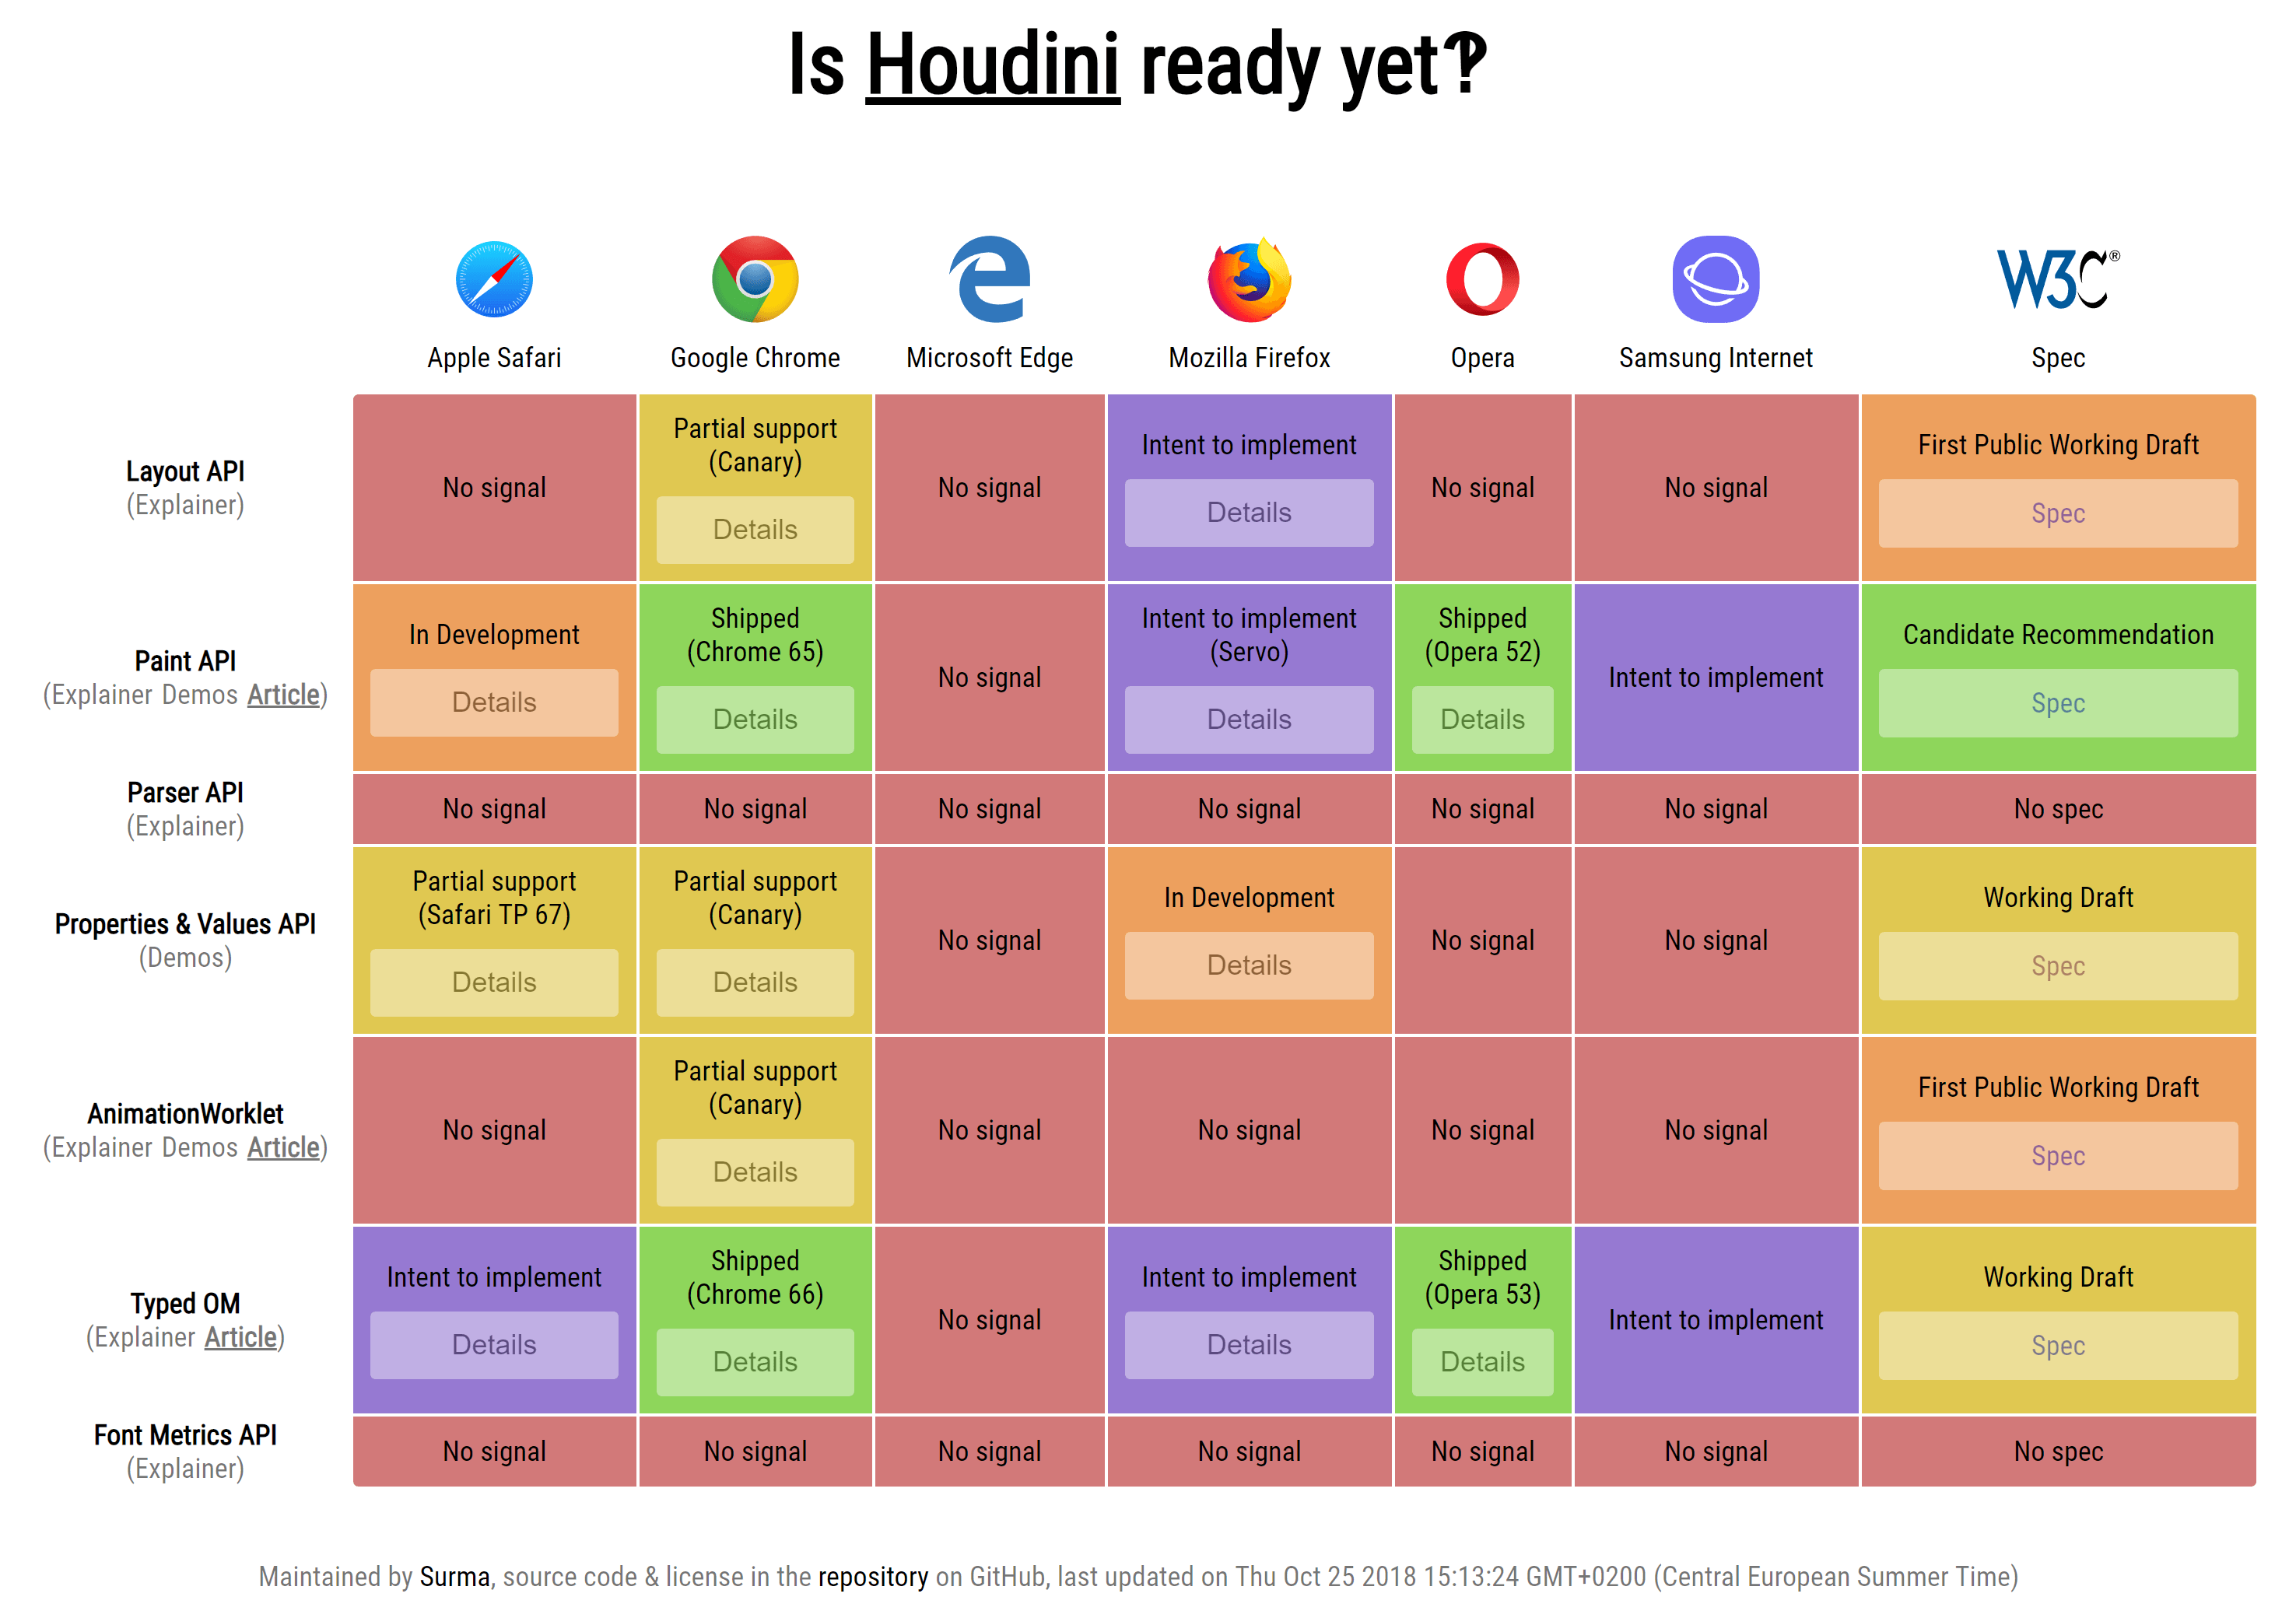 Is Houdini ready yet‽
W3C®
Apple Safari Google Chrome Microsoft Edge Mozilla Firefox Opera Samsung Internet Spec
Layout API
(Explainer)
No signal
Partial support
(Canary)
Details
No signal
Intent to implement
Details
No signal
No signal
First Public Working Draft
Spec
Paint API
(Explainer Demos Article)
In Development
Details
Shipped
(Chrome 65)
Details
No signal
Intent to implement
(Servo)
Details
Shipped
(Opera 52)
Details
Intent to implement
Candidate Recommendation
Spec
Parser API
(Explainer)
No signal
No signal
No signal
No signal
No signal
No signal
No spec
Properties & Values API
(Demos)
Partial support
(Safari TP 67)
Details
Partial support
(Canary)
Details
No signal
In Development
Details
No signal
No signal
Working Draft
Spec
AnimationWorklet
(Explainer Demos Article)
No signal
Partial support
(Canary)
Details
No signal
No signal
No signal
No signal
First Public Working Draft
Spec
Typed OM
(Explainer Article)
Intent to implement
Details
Shipped
(Chrome 66)
Details
No signal
Intent to implement
Details
Shipped
(Opera 53)
Details
Intent to implement
Working Draft
Spec
Font Metrics API
(Explainer)
No signal
No signal
No signal
No signal
No signal
No signal
No spec
Maintained by Surma, source code & license in the repository on GitHub, last updated on Thu Oct 25 2018 15:13:24 GMT+0200 (Central European Summer Time)